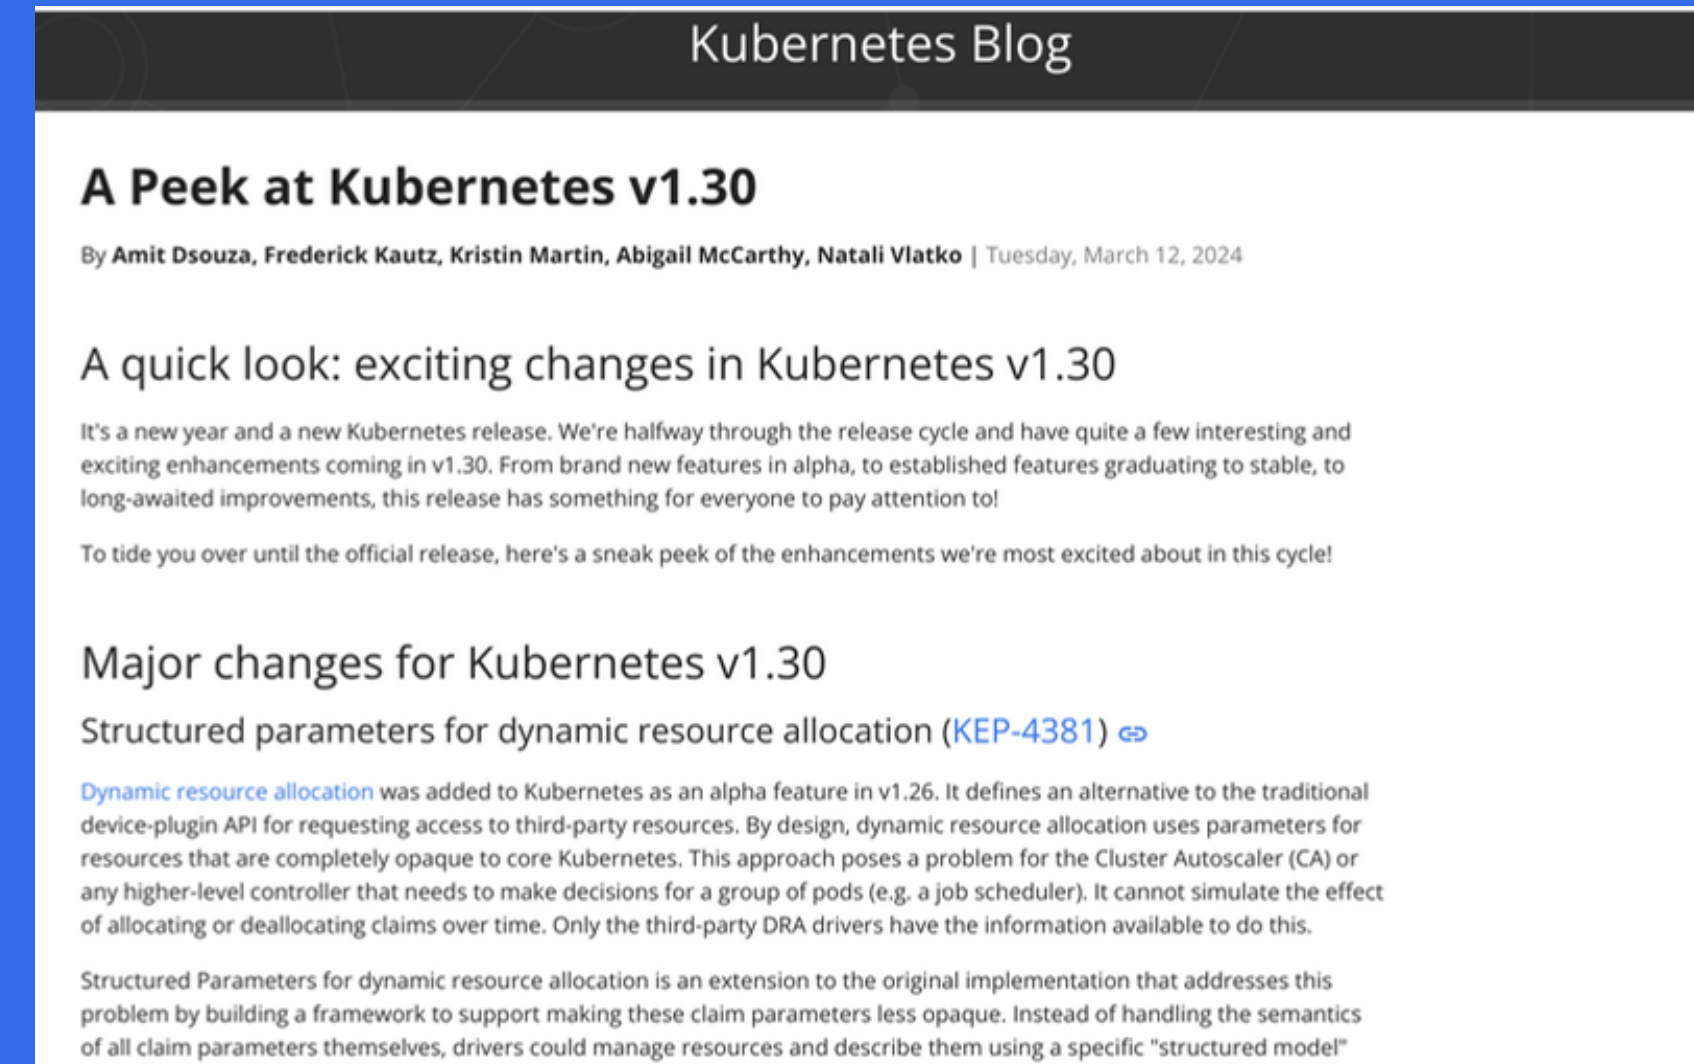 Kubernetes Blog
A Peek at Kubernetes v1.30
By Amit Dsouza, Frederick Kautz, Kristin Martin, Abigail McCarthy, Natali Vlatko | Tuesday, March 12, 2024
A quick look: exciting changes in Kubernetes v1.30
It's a new year and a new Kubernetes release. We're halfway through the release cycle and have quite a few interesting and
exciting enhancements coming in v1.30. From brand new features in alpha, to established features graduating to stable, to
long-awaited improvements, this release has something for everyone to pay attention to!
To tide you over until the official release, here's a sneak peek of the enhancements we're most excited about in this cycle!
Major changes for Kubernetes v1.30
Structured parameters for dynamic resource allocation (KEP-4381)
Dynamic resource allocation was added to Kubernetes as an alpha feature in v1.26. It defines an alternative to the traditional
device-plugin API for requesting access to third-party resources. By design, dynamic resource allocation uses parameters for
resources that are completely opaque to core Kubernetes. This approach poses a problem for the Cluster Autoscaler (CA) or
any higher-level controller that needs to make decisions for a group of pods (e.g. a job scheduler). It cannot simulate the effect
of allocating or deallocating claims over time. Only the third-party DRA drivers have the information available to do this.
Structured Parameters for dynamic resource allocation is an extension to the original implementation that addresses this
problem by building a framework to support making these claim parameters less opaque. Instead of handling the semantics
of all claim parameters themselves, drivers could manage resources and describe them using a specific "structured model"